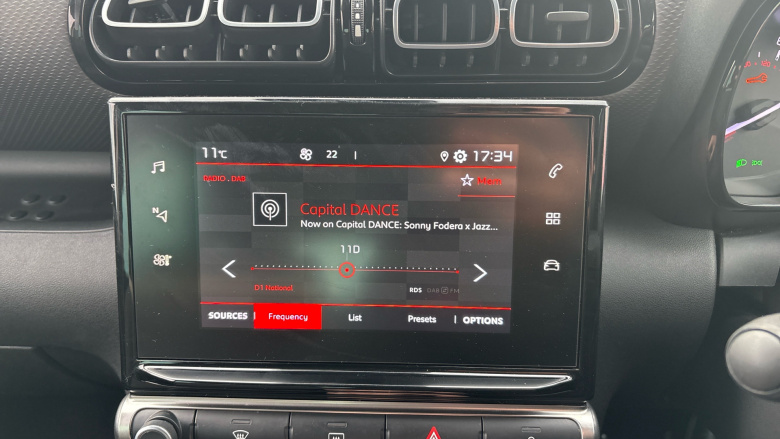 11°C 22 17:34
RADIO . DAB
Capital DANCE
Now on Capital DANCE: Sonny Fodera x Jazz...
11D
D1 National RDS DAB FM
SOURCES Frequency List Presets OPTIONS
N